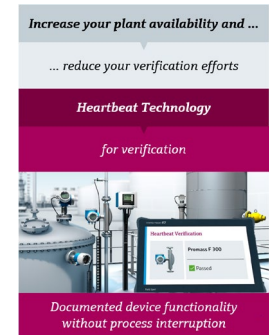 Increase your plant availability and ...
... reduce your verification efforts
Heartbeat Technology
for verification
Heartbeat Verification
Promass F 300
Passed
Documented device functionality
without process interruption